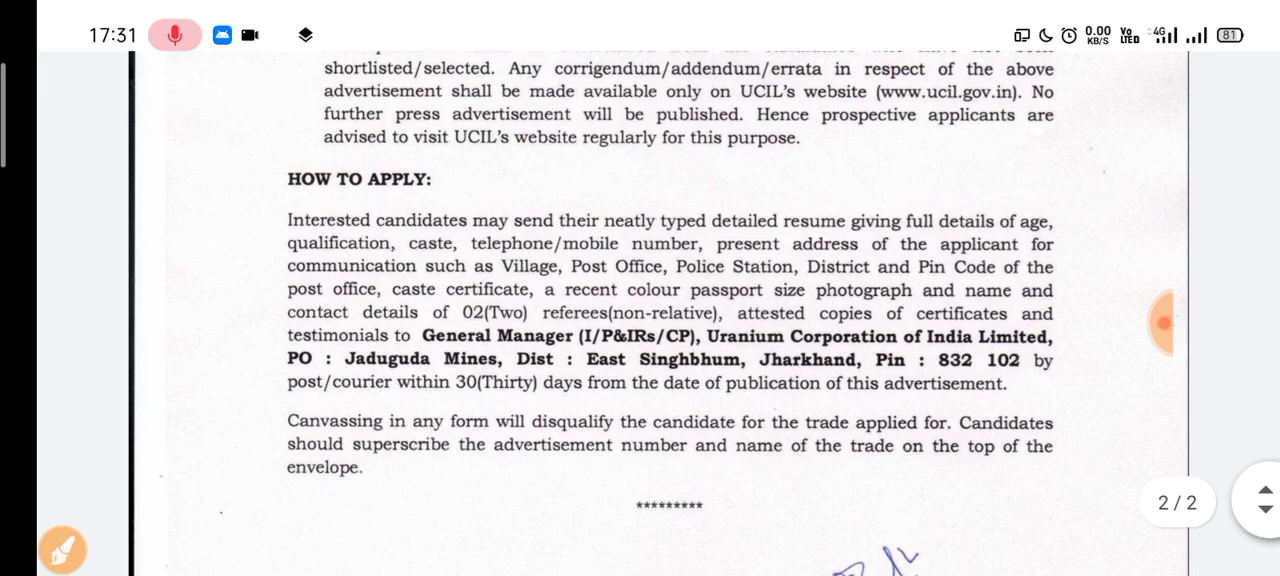 17:31
0.00
KB/S
Vo
LTED
4G
81
shortlisted/selected. Any corrigendum/addendum/errata in respect of the above
advertisement shall be made available only on UCIL's website (www.ucil.gov.in). No
further press advertisement will be published. Hence prospective applicants are
advised to visit UCIL's website regularly for this purpose.
HOW TO APPLY:
Interested candidates may send their neatly typed detailed resume giving full details of age,
qualification, caste, telephone/mobile number, present address of the applicant for
communication such as Village, Post Office, Police Station, District and Pin Code of the
post office, caste certificate, a recent colour passport size photograph and name and
contact details of 02(Two) referees(non-relative), attested copies of certificates and
testimonials to General Manager (I/P&IRs/CP), Uranium Corporation of India Limited,
PO : Jaduguda Mines, Dist : East Singhbhum, Jharkhand, Pin : 832 102 by
post/courier within 30(Thirty) days from the date of publication of this advertisement.
Canvassing in any form will disqualify the candidate for the trade applied for. Candidates
should superscribe the advertisement number and name of the trade on the top of the
envelope.
*********
2 / 2